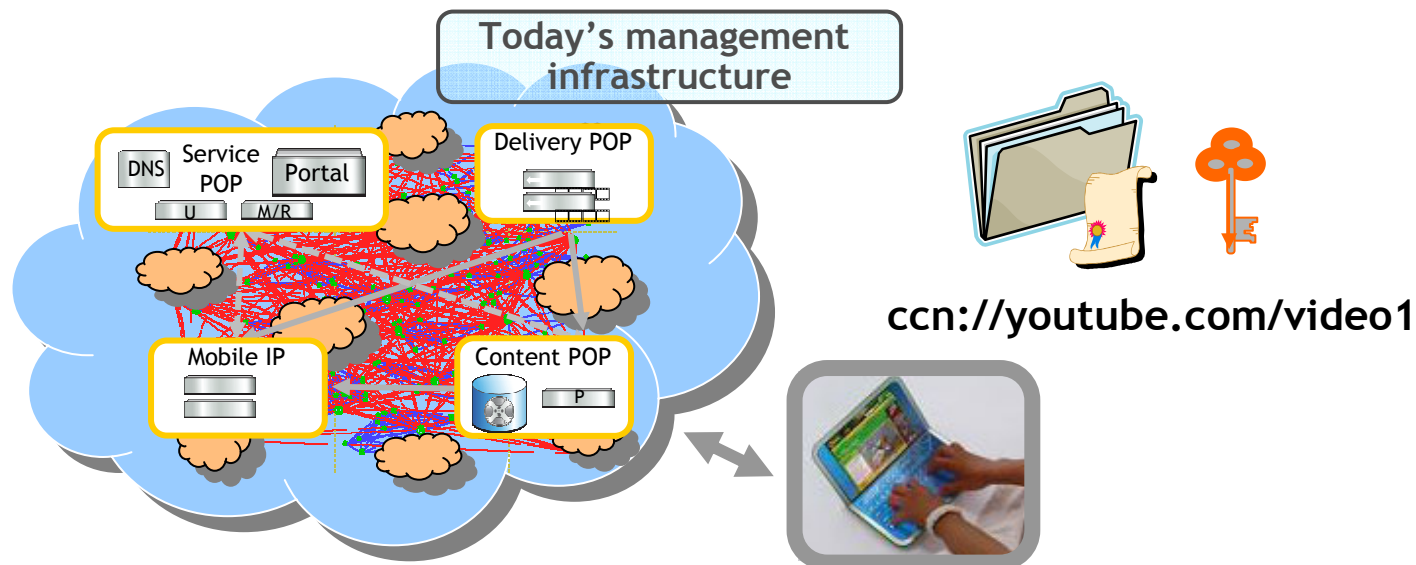 Today's management
infrastructure
DNS
Service
POP
Portal
U
M/R
Delivery POP
Mobile IP
Content POP
P
ccn://youtube.com/video1